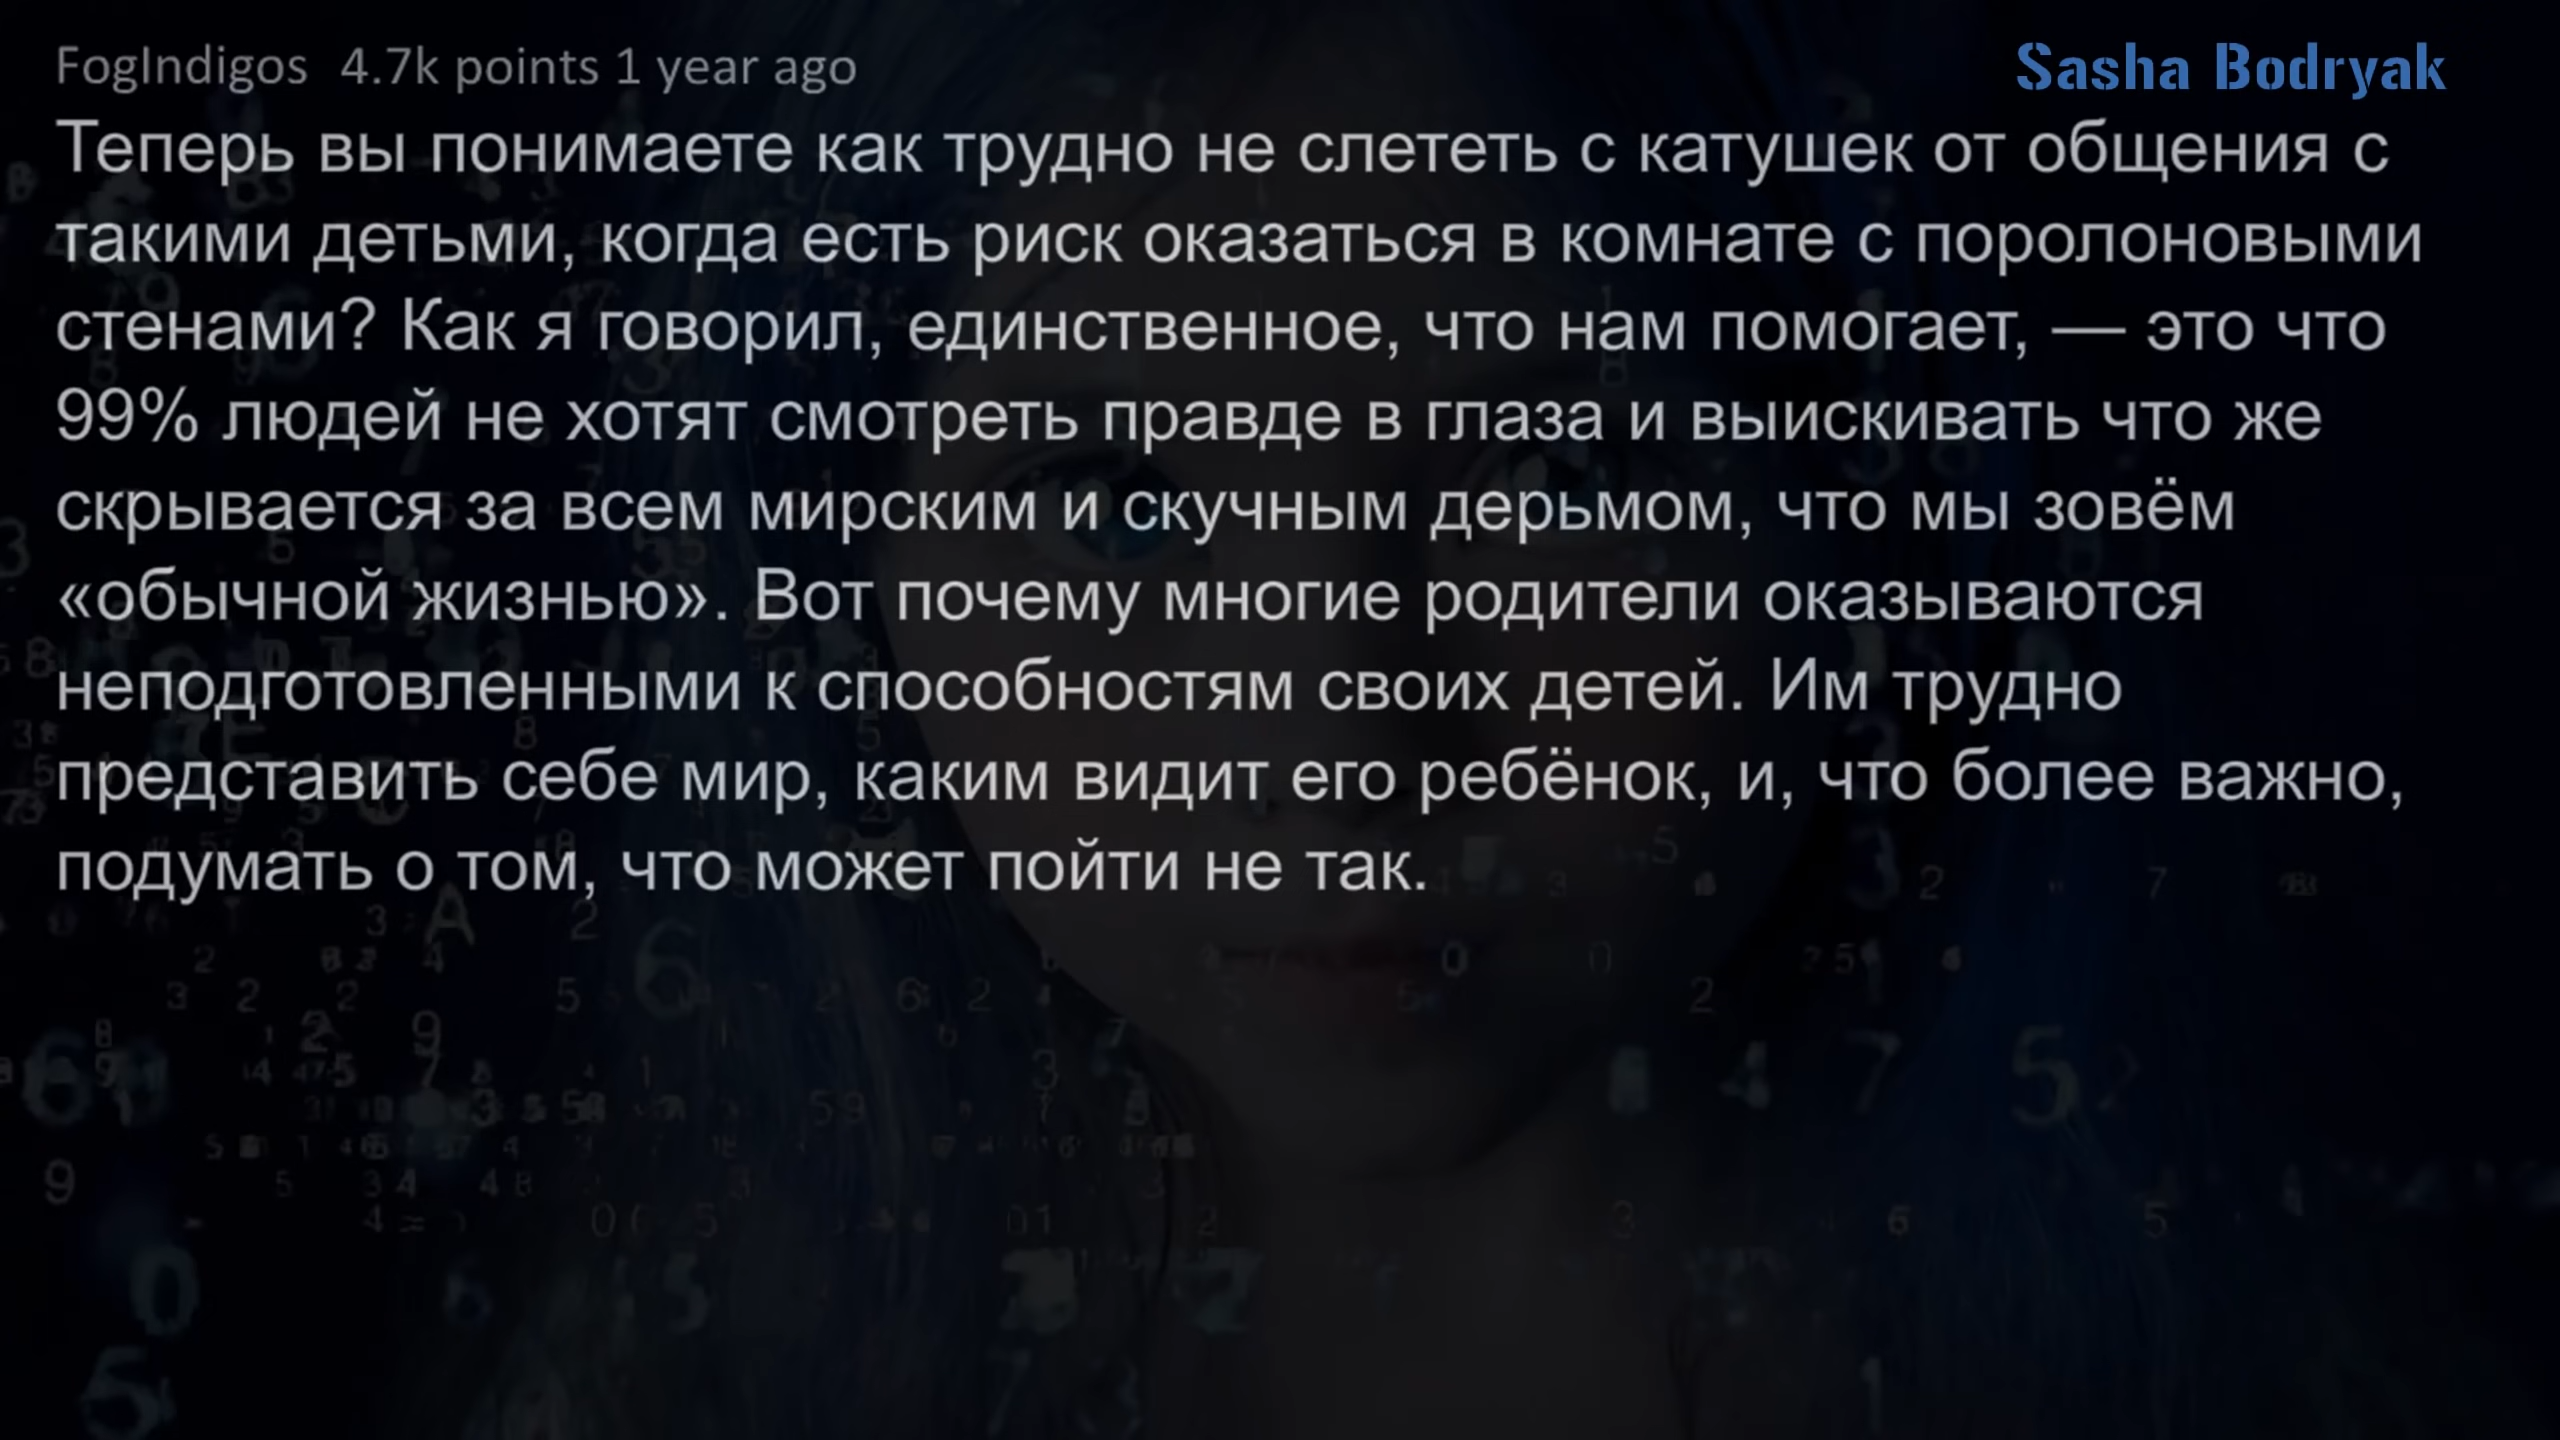 FogIndigos 4.7k points 1 year ago
Sasha Bodryak
Теперь вы понимаете как трудно не слететь с катушек от общения с
такими детьми, когда есть риск оказаться в комнате с поролоновыми
стенами? Как я говорил, единственное, что нам помогает, — это что
99% людей не хотят смотреть правде в глаза и выискивать что же
скрывается за всем мирским и скучным дерьмом, что мы зовём
«обычной жизнью». Вот почему многие родители оказываются
неподготовленными к способностям своих детей. Им трудно
представить себе мир, каким видит его ребёнок, и, что более важно,
подумать о том, что может пойти не так.